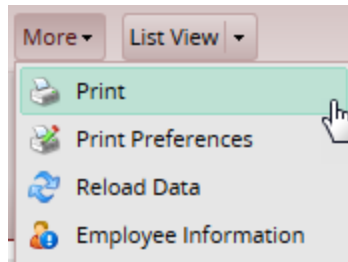 More List View
Print
Print Preferences
Reload Data
Employee Information